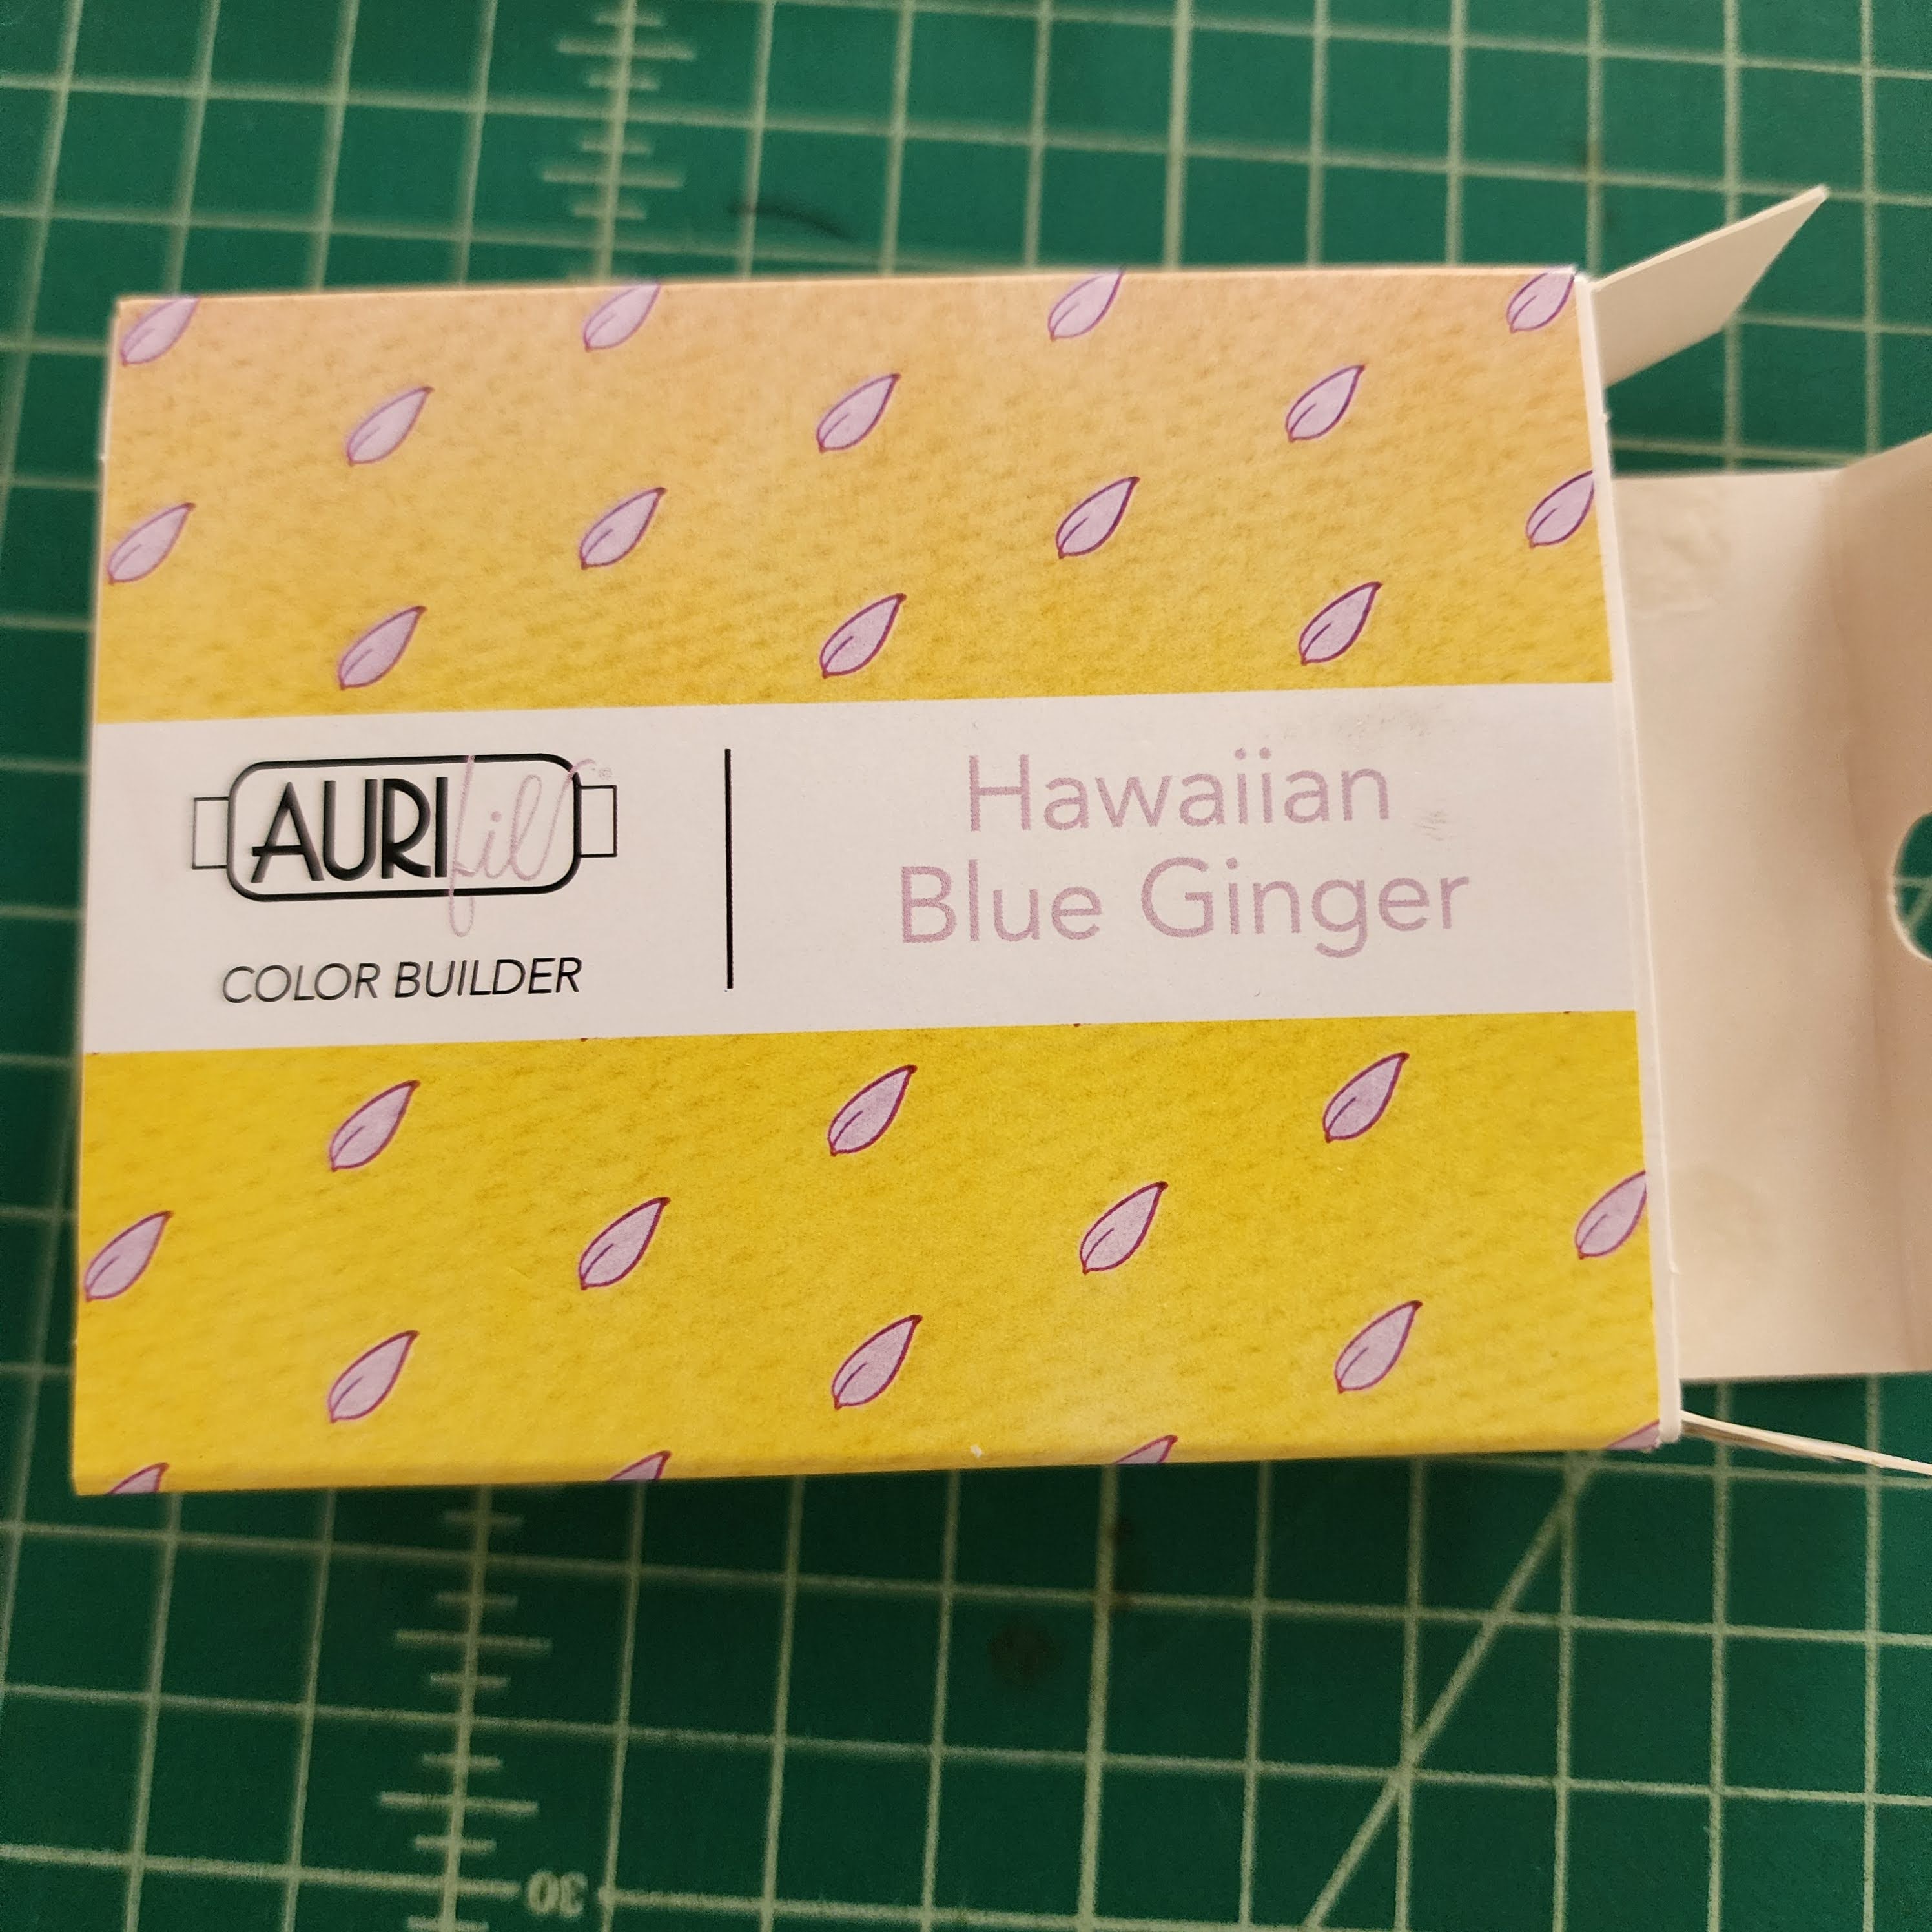 AURIfil®
COLOR BUILDER
Hawaiian
Blue Ginger
30